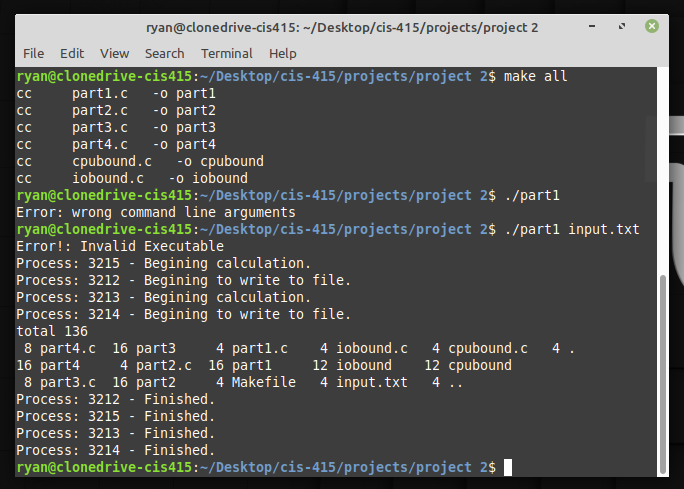 ryan@clonedrive-cis415: ~/Desktop/cis-415/projects/project 2
File Edit View Search Terminal Help
ryan@clonedrive-cis415:~/Desktop/cis-415/projects/project 2$ make all
cc     part1.c   -o part1
cc     part2.c   -o part2
cc     part3.c   -o part3
cc     part4.c   -o part4
cc     cpubound.c   -o cpubound
cc     iobound.c   -o iobound
ryan@clonedrive-cis415:~/Desktop/cis-415/projects/project 2$ ./part1
Error: wrong command line arguments
ryan@clonedrive-cis415:~/Desktop/cis-415/projects/project 2$ ./part1 input.txt
Error!: Invalid Executable
Process: 3215 - Begining calculation.
Process: 3212 - Begining to write to file.
Process: 3213 - Begining calculation.
Process: 3214 - Begining to write to file.
total 136
 8 part4.c  16 part3     4 part1.c    4 iobound.c   4 cpubound.c   4 .
16 part4     4 part2.c  16 part1     12 iobound    12 cpubound
 8 part3.c  16 part2     4 Makefile   4 input.txt   4 ..
Process: 3212 - Finished.
Process: 3215 - Finished.
Process: 3213 - Finished.
Process: 3214 - Finished.
ryan@clonedrive-cis415:~/Desktop/cis-415/projects/project 2$